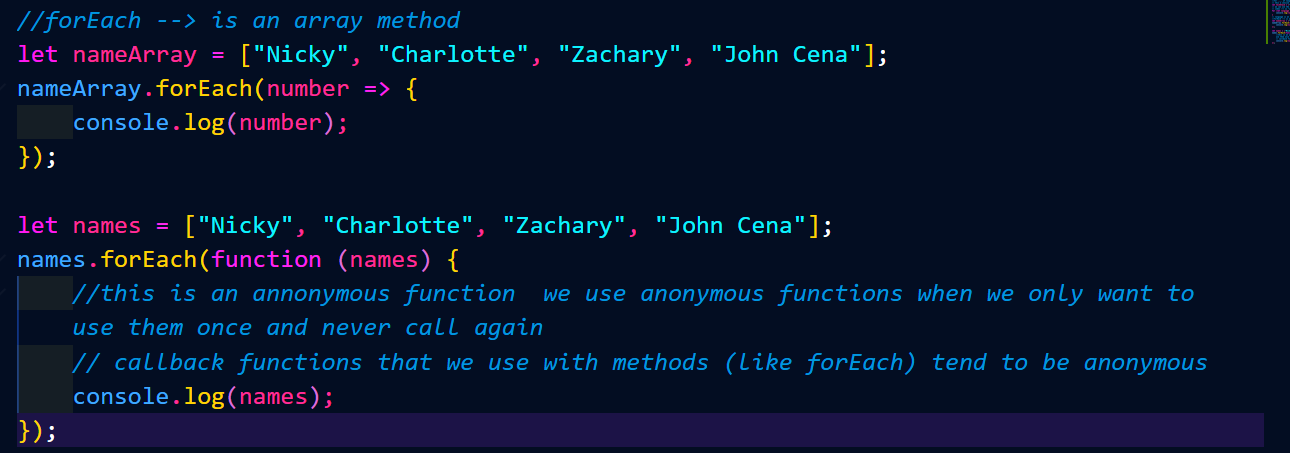 //forEach --> is an array method
let nameArray = ["Nicky", "Charlotte", "Zachary", "John Cena"];
nameArray.forEach(number => {
    console.log(number);
});

let names = ["Nicky", "Charlotte", "Zachary", "John Cena"];
names.forEach(function (names) {
    //this is an annonymous function  we use anonymous functions when we only want to
    use them once and never call again
    // callback functions that we use with methods (like forEach) tend to be anonymous
    console.log(names);
});